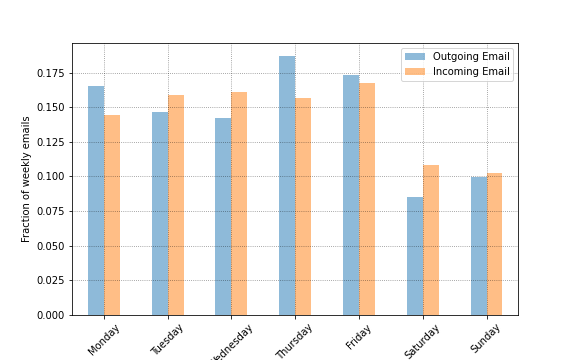 Outgoing Email
Incoming Email
Fraction of weekly emails
0.175
0.150
0.125
0.100
0.075
0.050
0.025
0.000
Monday
Tuesday
Wednesday
Thursday
Friday
Saturday
Sunday